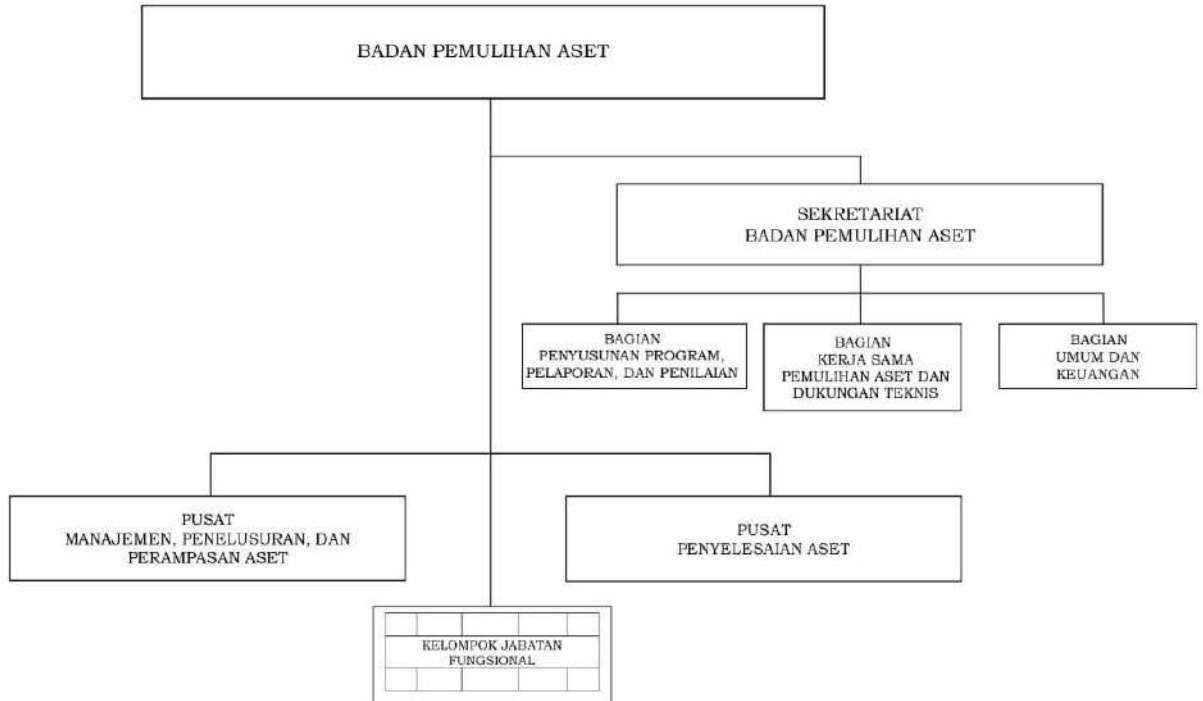 BADAN PEMULIHAN ASET
SEKRETARIAT
BADAN PEMULIHAN ASET
BAGIAN
PENYUSUNAN PROGRAM,
PELAPORAN, DAN PENILAIAN
BAGIAN
KERJA SAMA
PEMULIHAN ASET DAN
DUKUNGAN TEKNIS
BAGIAN
UMUM DAN
KEUANGAN
PUSAT
MANAJEMEN, PENELUSURAN, DAN
PERAMPASAN ASET
PUSAT
PENYELESAIAN ASET
KELOMPOK JABATAN
FUNGSIONAL